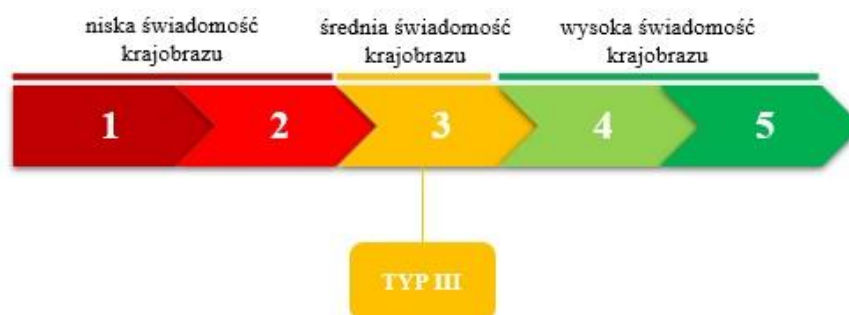 niska świadomość
krajobrazu
średnia świadomość
krajobrazu
wysoka świadomość
krajobrazu
1
2
3
4
5
TYP III